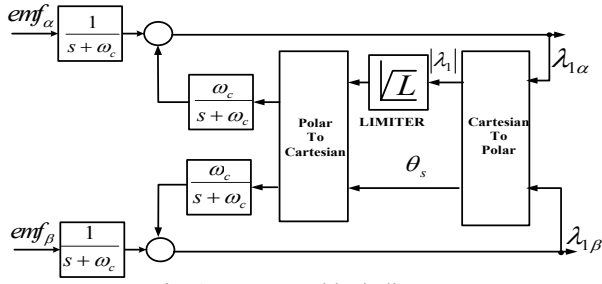 emf_α
1
s + ω_c
λ_1α
ω_c
s + ω_c
Polar
To
Cartesian
L
LIMITER
|λ_1|
Cartesian
To
Polar
θ_s
ω_c
s + ω_c
emf_β
1
s + ω_c
λ_1β